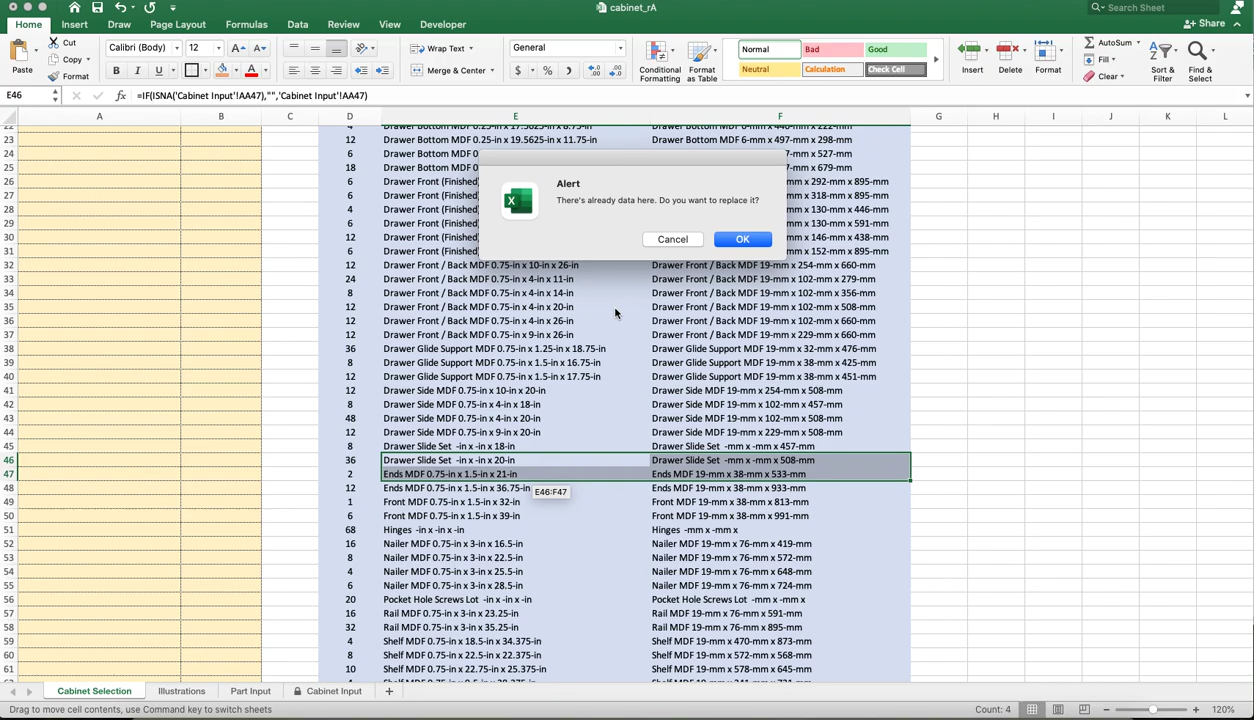 cabinet_rA
Search Sheet
Home Insert Draw Page Layout Formulas Data Review View Developer
Share
Paste
Cut
Copy
Format
Calibri (Body) 12
B I U
Wrap Text
Merge & Center
General
$ % )
Conditional Formatting
Format as Table
Normal Bad Good
Neutral Calculation Check Cell
Insert Delete Format
AutoSum
Fill
Clear
Sort & Filter
Find & Select
E46 fx =IF(ISNA('Cabinet Input'!AA47),"",'Cabinet Input'!AA47)
A B C D E F G H I J K L
22 4 Drawer Bottom MDF 0.25-in x 17.5625-in x 8.75-in Drawer Bottom MDF 6-mm x 446-mm x 222-mm
23 12 Drawer Bottom MDF 0.25-in x 19.5625-in x 11.75-in Drawer Bottom MDF 6-mm x 497-mm x 298-mm
24 6 Drawer Bottom MDF 0 7-mm x 527-mm
25 18 Drawer Bottom MDF 0 7-mm x 679-mm
26 6 Drawer Front (Finished) mm x 292-mm x 895-mm
27 6 Drawer Front (Finished) mm x 318-mm x 895-mm
28 4 Drawer Front (Finished) mm x 130-mm x 446-mm
29 6 Drawer Front (Finished) mm x 130-mm x 591-mm
30 12 Drawer Front (Finished) mm x 146-mm x 438-mm
31 6 Drawer Front (Finished) mm x 152-mm x 895-mm
Alert
There's already data here. Do you want to replace it?
Cancel OK
32 12 Drawer Front / Back MDF 0.75-in x 10-in x 26-in Drawer Front / Back MDF 19-mm x 254-mm x 660-mm
33 24 Drawer Front / Back MDF 0.75-in x 4-in x 11-in Drawer Front / Back MDF 19-mm x 102-mm x 279-mm
34 8 Drawer Front / Back MDF 0.75-in x 4-in x 14-in Drawer Front / Back MDF 19-mm x 102-mm x 356-mm
35 12 Drawer Front / Back MDF 0.75-in x 4-in x 20-in Drawer Front / Back MDF 19-mm x 102-mm x 508-mm
36 12 Drawer Front / Back MDF 0.75-in x 4-in x 26-in Drawer Front / Back MDF 19-mm x 102-mm x 660-mm
37 12 Drawer Front / Back MDF 0.75-in x 9-in x 26-in Drawer Front / Back MDF 19-mm x 229-mm x 660-mm
38 36 Drawer Glide Support MDF 0.75-in x 1.25-in x 18.75-in Drawer Glide Support MDF 19-mm x 32-mm x 476-mm
39 8 Drawer Glide Support MDF 0.75-in x 1.5-in x 16.75-in Drawer Glide Support MDF 19-mm x 38-mm x 425-mm
40 12 Drawer Glide Support MDF 0.75-in x 1.5-in x 17.75-in Drawer Glide Support MDF 19-mm x 38-mm x 451-mm
41 12 Drawer Side MDF 0.75-in x 10-in x 20-in Drawer Side MDF 19-mm x 254-mm x 508-mm
42 8 Drawer Side MDF 0.75-in x 4-in x 18-in Drawer Side MDF 19-mm x 102-mm x 457-mm
43 48 Drawer Side MDF 0.75-in x 4-in x 20-in Drawer Side MDF 19-mm x 102-mm x 508-mm
44 12 Drawer Side MDF 0.75-in x 9-in x 20-in Drawer Side MDF 19-mm x 229-mm x 508-mm
45 8 Drawer Slide Set -in x -in x 18-in Drawer Slide Set -mm x -mm x 457-mm
46 36 Drawer Slide Set -in x -in x 20-in Drawer Slide Set -mm x -mm x 508-mm
47 2 Ends MDF 0.75-in x 1.5-in x 21-in Ends MDF 19-mm x 38-mm x 533-mm
48 12 Ends MDF 0.75-in x 1.5-in x 36.75-in Ends MDF 19-mm x 38-mm x 933-mm
E46:F47
49 1 Front MDF 0.75-in x 1.5-in x 32-in Front MDF 19-mm x 38-mm x 813-mm
50 6 Front MDF 0.75-in x 1.5-in x 39-in Front MDF 19-mm x 38-mm x 991-mm
51 68 Hinges -in x -in x -in Hinges -mm x -mm x
52 16 Nailer MDF 0.75-in x 3-in x 16.5-in Nailer MDF 19-mm x 76-mm x 419-mm
53 8 Nailer MDF 0.75-in x 3-in x 22.5-in Nailer MDF 19-mm x 76-mm x 572-mm
54 4 Nailer MDF 0.75-in x 3-in x 25.5-in Nailer MDF 19-mm x 76-mm x 648-mm
55 6 Nailer MDF 0.75-in x 3-in x 28.5-in Nailer MDF 19-mm x 76-mm x 724-mm
56 20 Pocket Hole Screws Lot -in x -in x -in Pocket Hole Screws Lot -mm x -mm x
57 16 Rail MDF 0.75-in x 3-in x 23.25-in Rail MDF 19-mm x 76-mm x 591-mm
58 32 Rail MDF 0.75-in x 3-in x 35.25-in Rail MDF 19-mm x 76-mm x 895-mm
59 4 Shelf MDF 0.75-in x 18.5-in x 34.375-in Shelf MDF 19-mm x 470-mm x 873-mm
60 8 Shelf MDF 0.75-in x 22.5-in x 22.375-in Shelf MDF 19-mm x 572-mm x 568-mm
61 10 Shelf MDF 0.75-in x 22.75-in x 25.375-in Shelf MDF 19-mm x 578-mm x 645-mm
Cabinet Selection Illustrations Part Input Cabinet Input +
Drag to move cell contents, use Command key to switch sheets Count: 4 120%